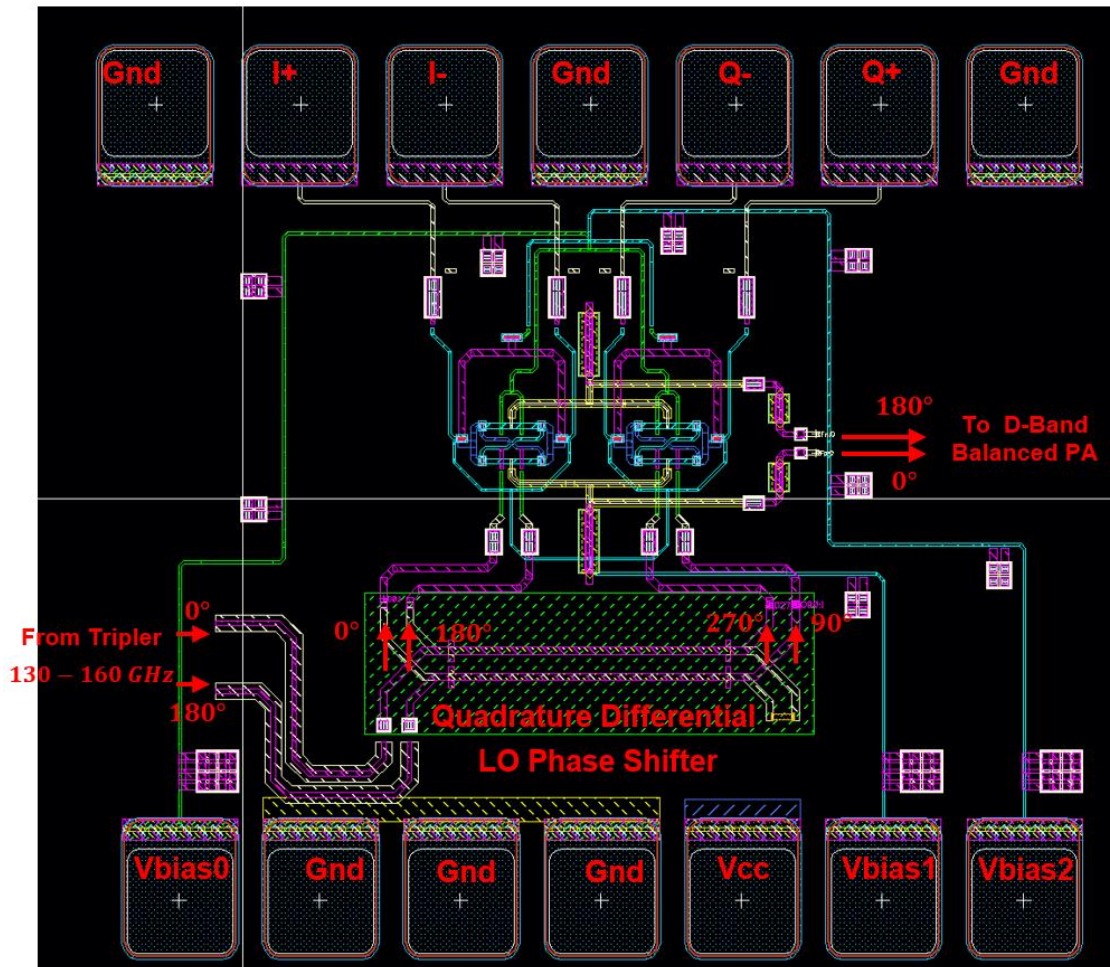 Gnd
I+
I-
Gnd
Q-
Q+
Gnd
180°
To D-Band
Balanced PA
0°
0°
From Tripler
130 − 160 GHz
180°
0°
180°
270°
90°
Quadrature Differential
LO Phase Shifter
Vbias0
Gnd
Gnd
Gnd
Vcc
Vbias1
Vbias2